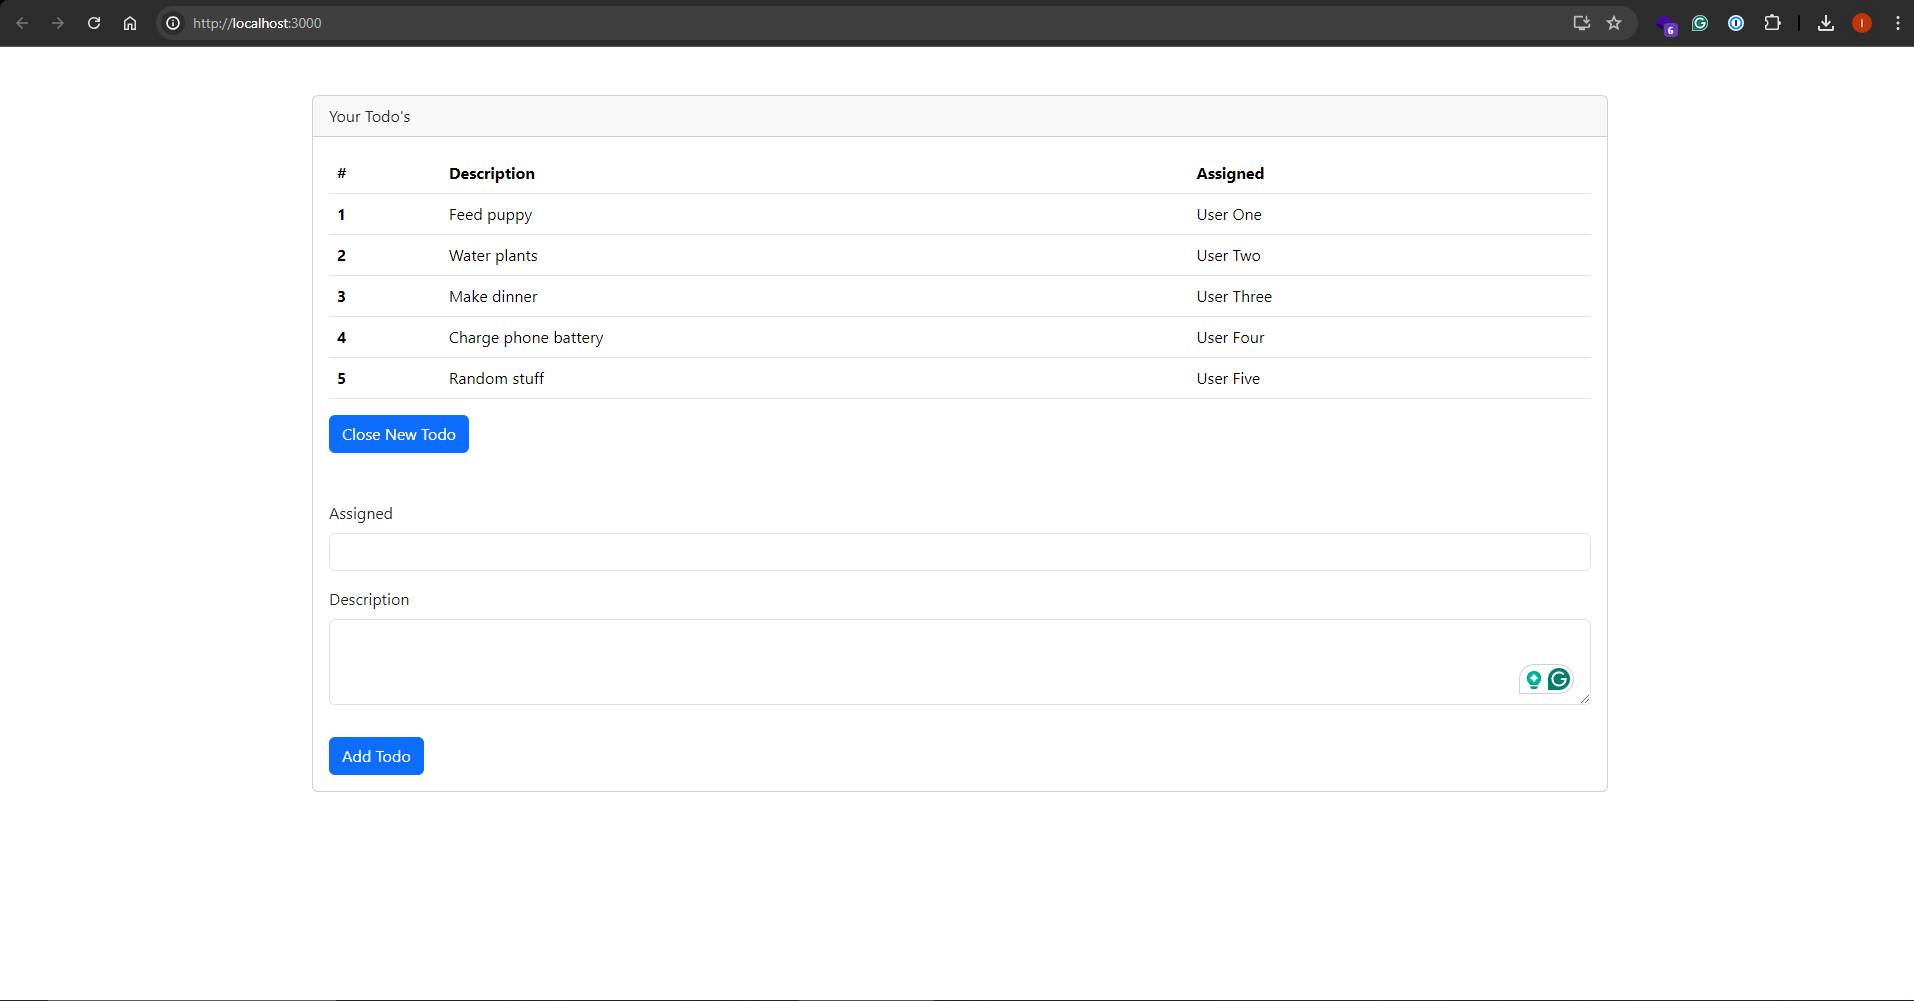 http://localhost:3000
6
I
Your Todo's
# Description Assigned
1 Feed puppy User One
2 Water plants User Two
3 Make dinner User Three
4 Charge phone battery User Four
5 Random stuff User Five
Close New Todo
Assigned
Description
Add Todo